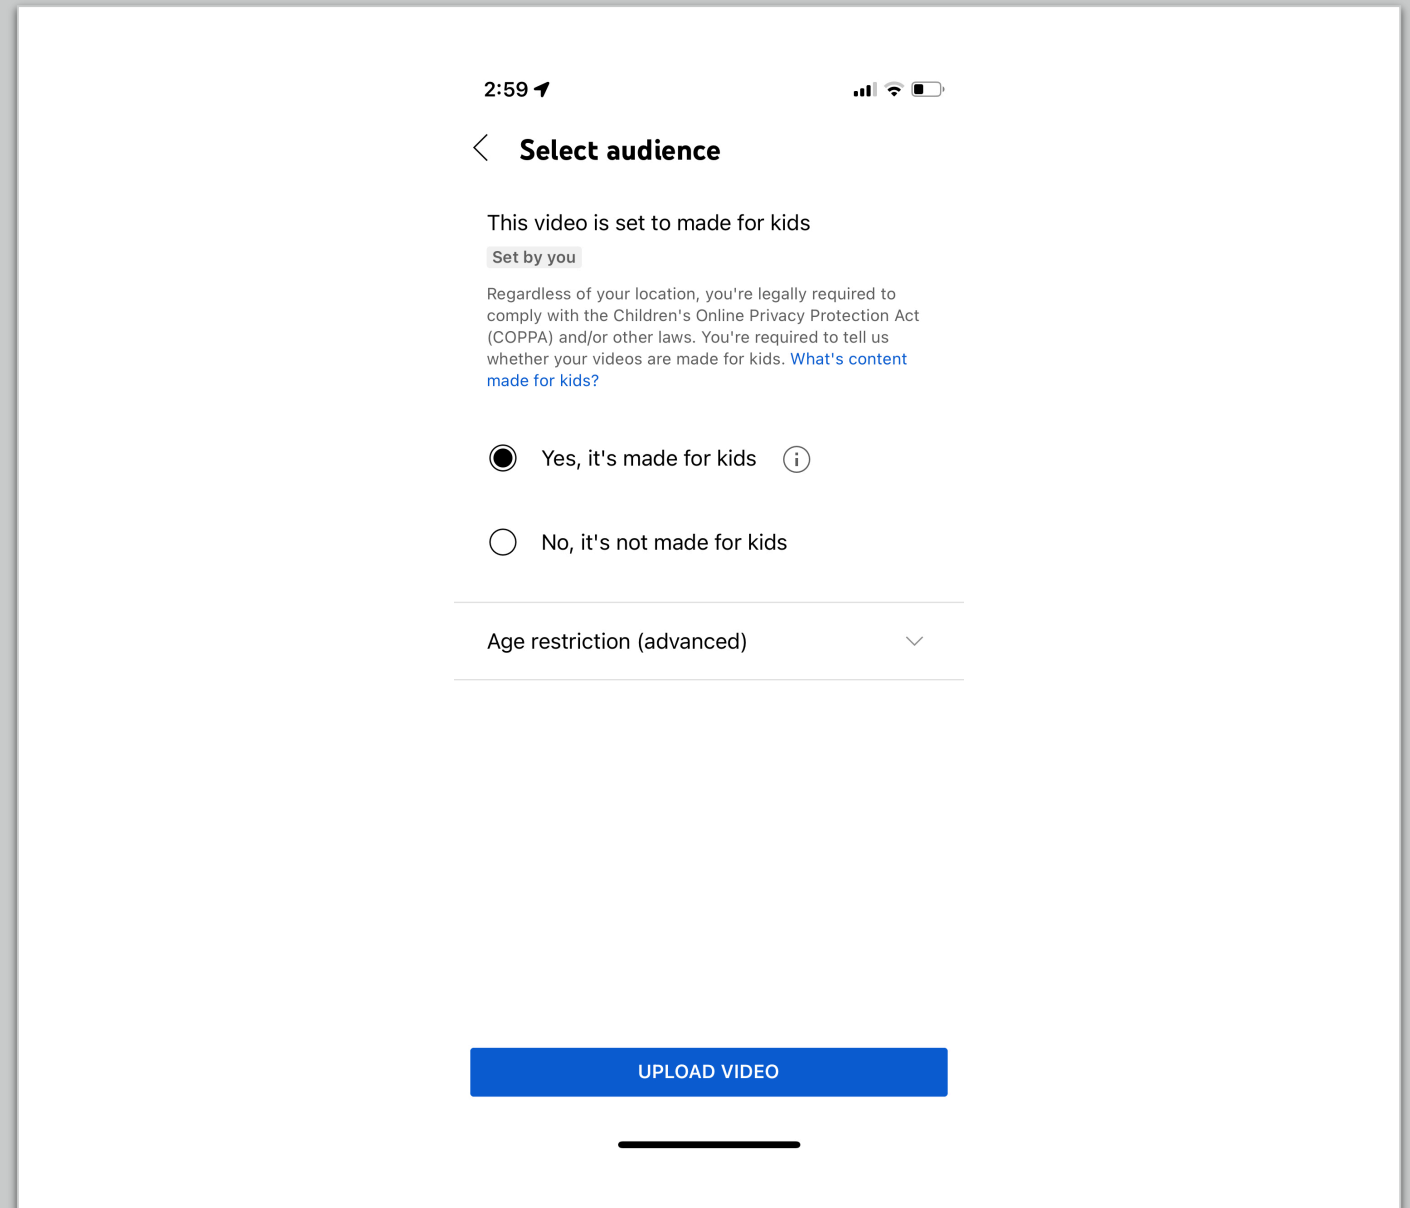 2:59
Select audience
This video is set to made for kids
Set by you
Regardless of your location, you're legally required to
comply with the Children's Online Privacy Protection Act
(COPPA) and/or other laws. You're required to tell us
whether your videos are made for kids. What's content
made for kids?
Yes, it's made for kids
No, it's not made for kids
Age restriction (advanced)
UPLOAD VIDEO